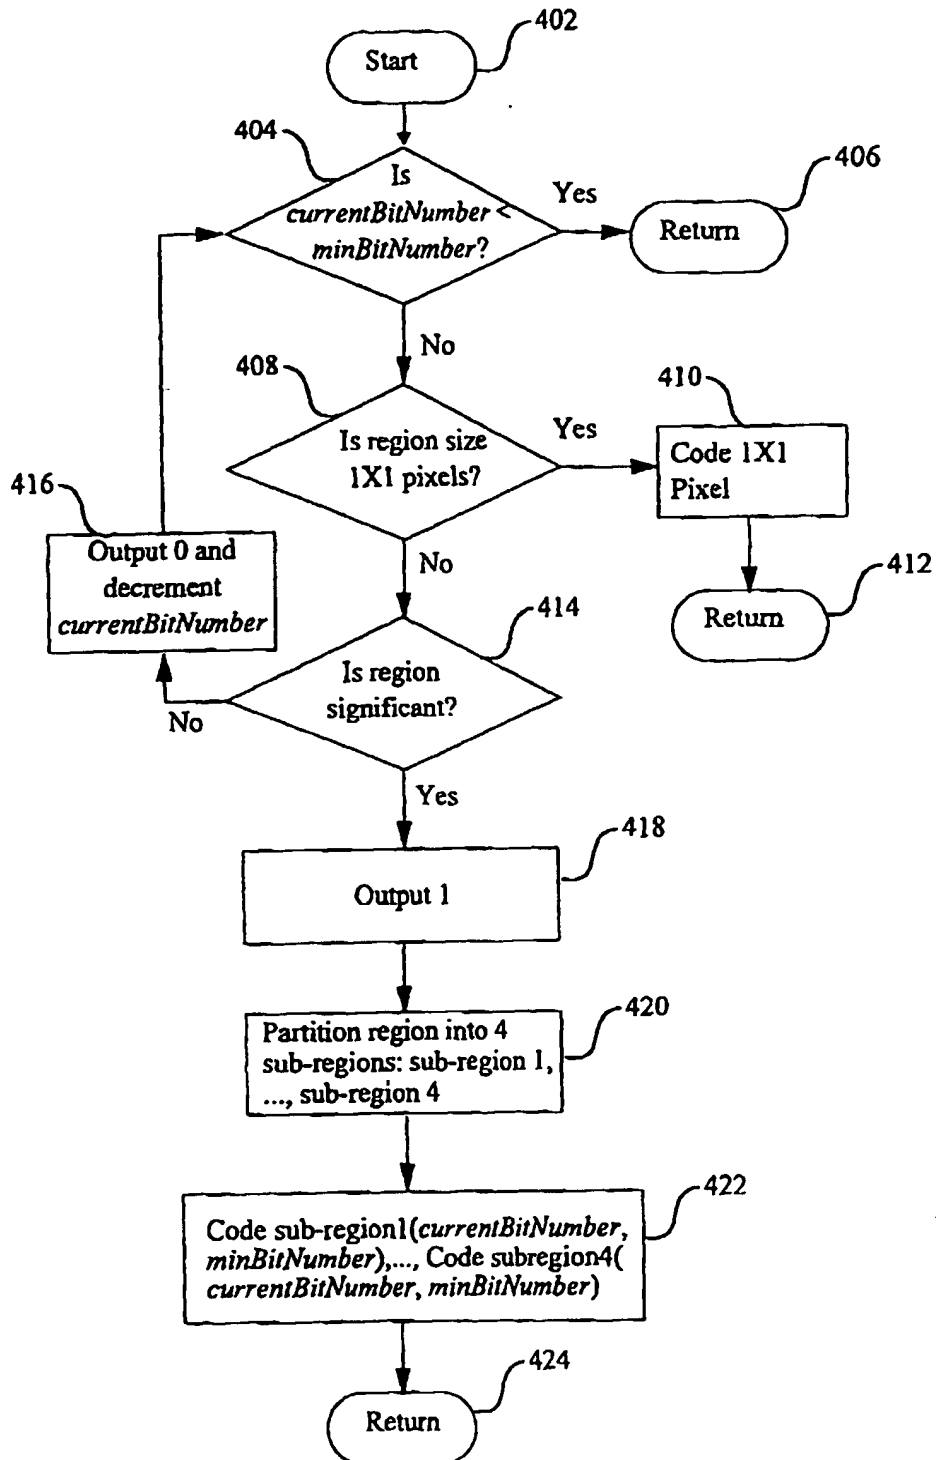 402
Start
404
Is
currentBitNumber <
minBitNumber?
Yes
406
Return
No
408
Is region size
1X1 pixels?
Yes
410
Code 1X1
Pixel
416
Output 0 and
decrement
currentBitNumber
No
412
Return
414
Is region
significant?
No
Yes
418
Output 1
420
Partition region into 4
sub-regions: sub-region 1,
..., sub-region 4
422
Code sub-region1(currentBitNumber,
minBitNumber),..., Code subregion4(
currentBitNumber, minBitNumber)
424
Return